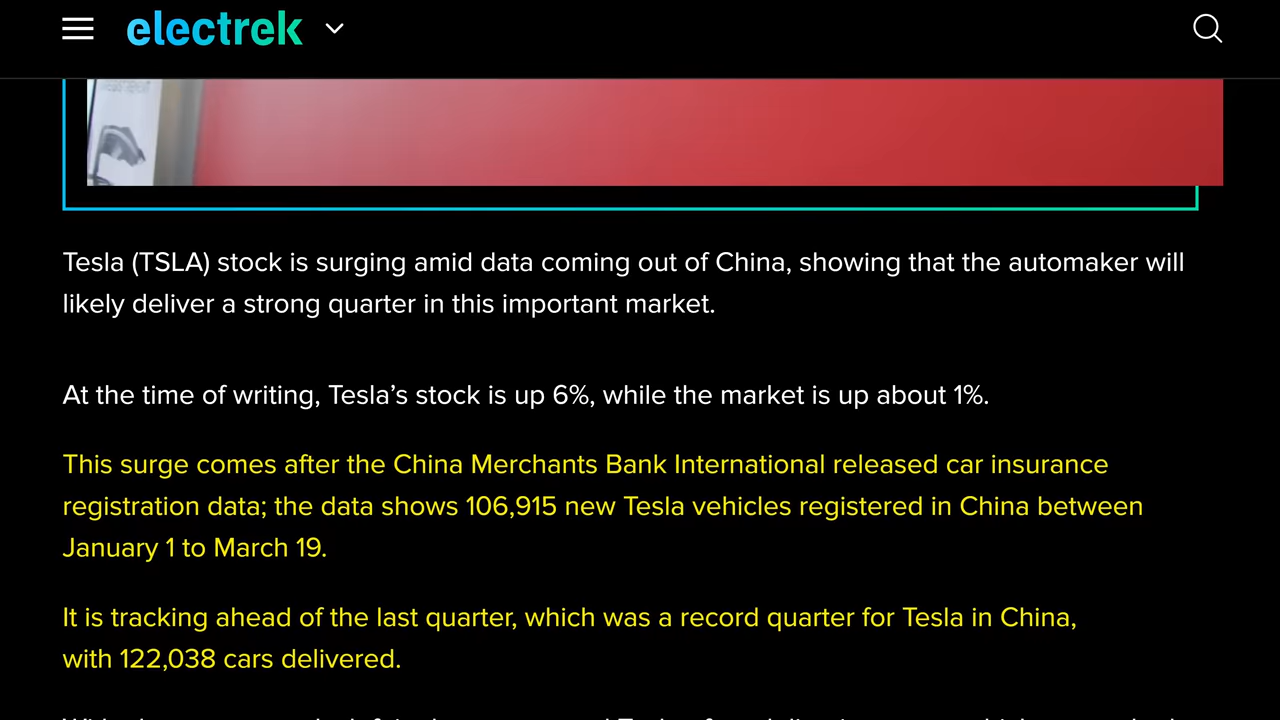 electrek
Tesla (TSLA) stock is surging amid data coming out of China, showing that the automaker will
likely deliver a strong quarter in this important market.
At the time of writing, Tesla’s stock is up 6%, while the market is up about 1%.
This surge comes after the China Merchants Bank International released car insurance
registration data; the data shows 106,915 new Tesla vehicles registered in China between
January 1 to March 19.
It is tracking ahead of the last quarter, which was a record quarter for Tesla in China,
with 122,038 cars delivered.